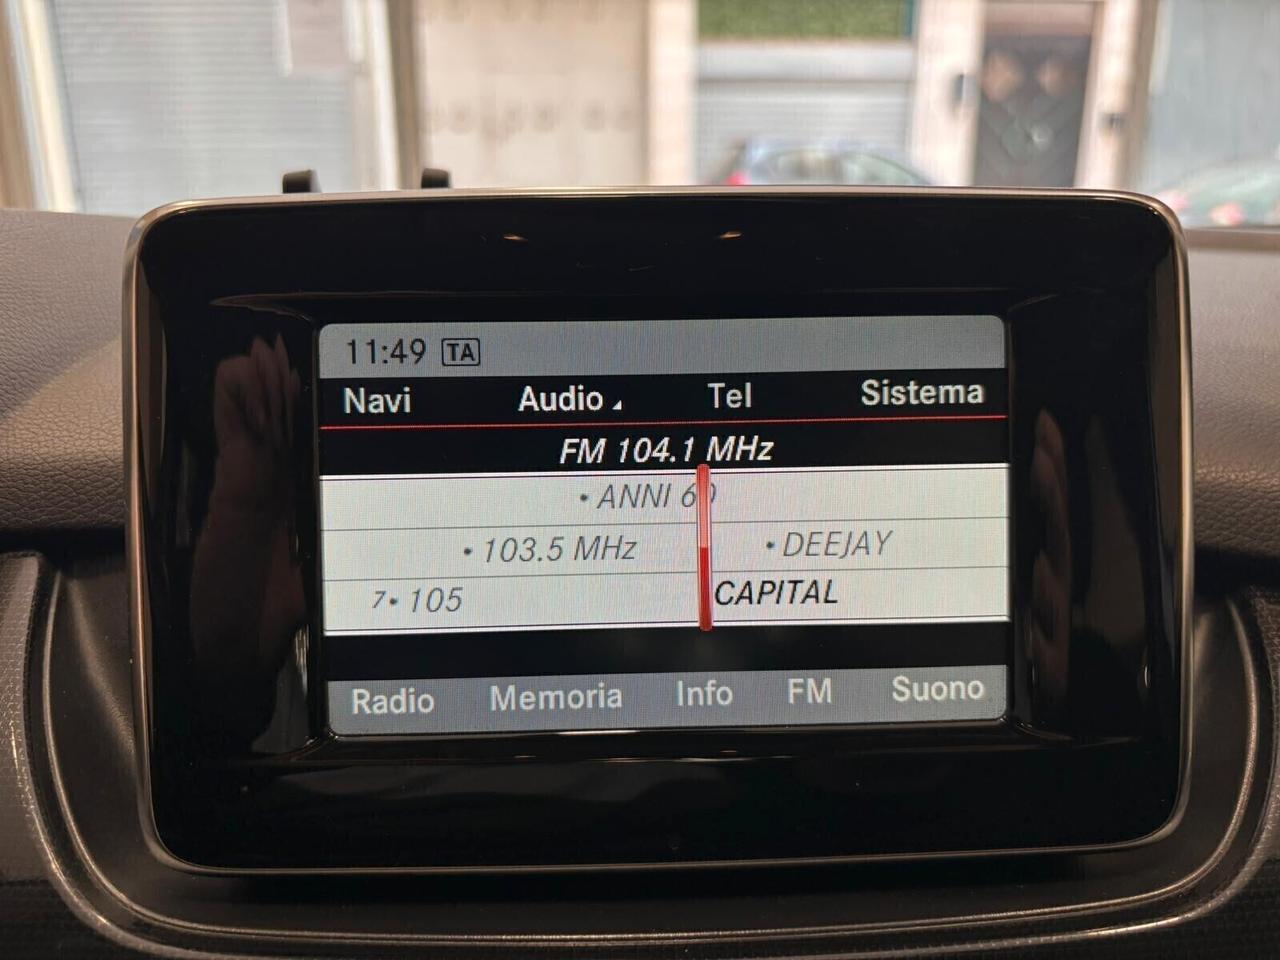 11:49 TA
Navi Audio Tel Sistema
FM 104.1 MHz
• ANNI 60
• 103.5 MHz • DEEJAY
7• 105 CAPITAL
Radio Memoria Info FM Suono